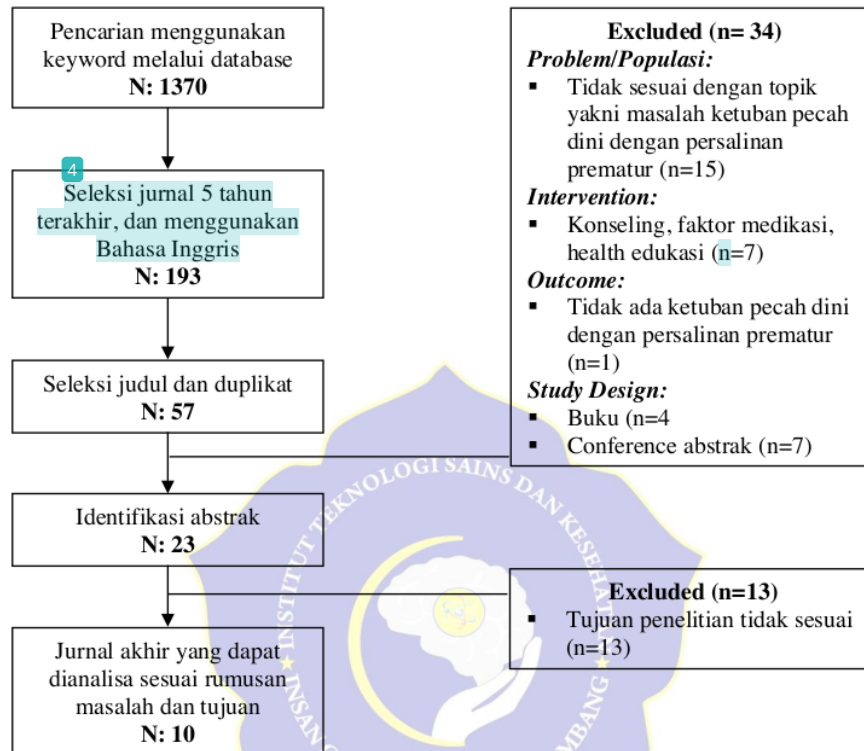 Pencarian menggunakan
keyword melalui database
N: 1370
4
Seleksi jurnal 5 tahun
terakhir, dan menggunakan
Bahasa Inggris
N: 193
Seleksi judul dan duplikat
N: 57
Excluded (n= 34)
Problem/Populasi:
▪ Tidak sesuai dengan topik
yakni masalah ketuban pecah
dini dengan persalinan
prematur (n=15)
Intervention:
▪ Konseling, faktor medikasi,
health edukasi (n=7)
Outcome:
▪ Tidak ada ketuban pecah dini
dengan persalinan prematur
(n=1)
Study Design:
▪ Buku (n=4
▪ Conference abstrak (n=7)
Identifikasi abstrak
N: 23
Excluded (n=13)
▪ Tujuan penelitian tidak sesuai
(n=13)
Jurnal akhir yang dapat
dianalisa sesuai rumusan
masalah dan tujuan
N: 10
INSTITUT TEKNOLOGI SAINS DAN KESEHATAN
INSAN